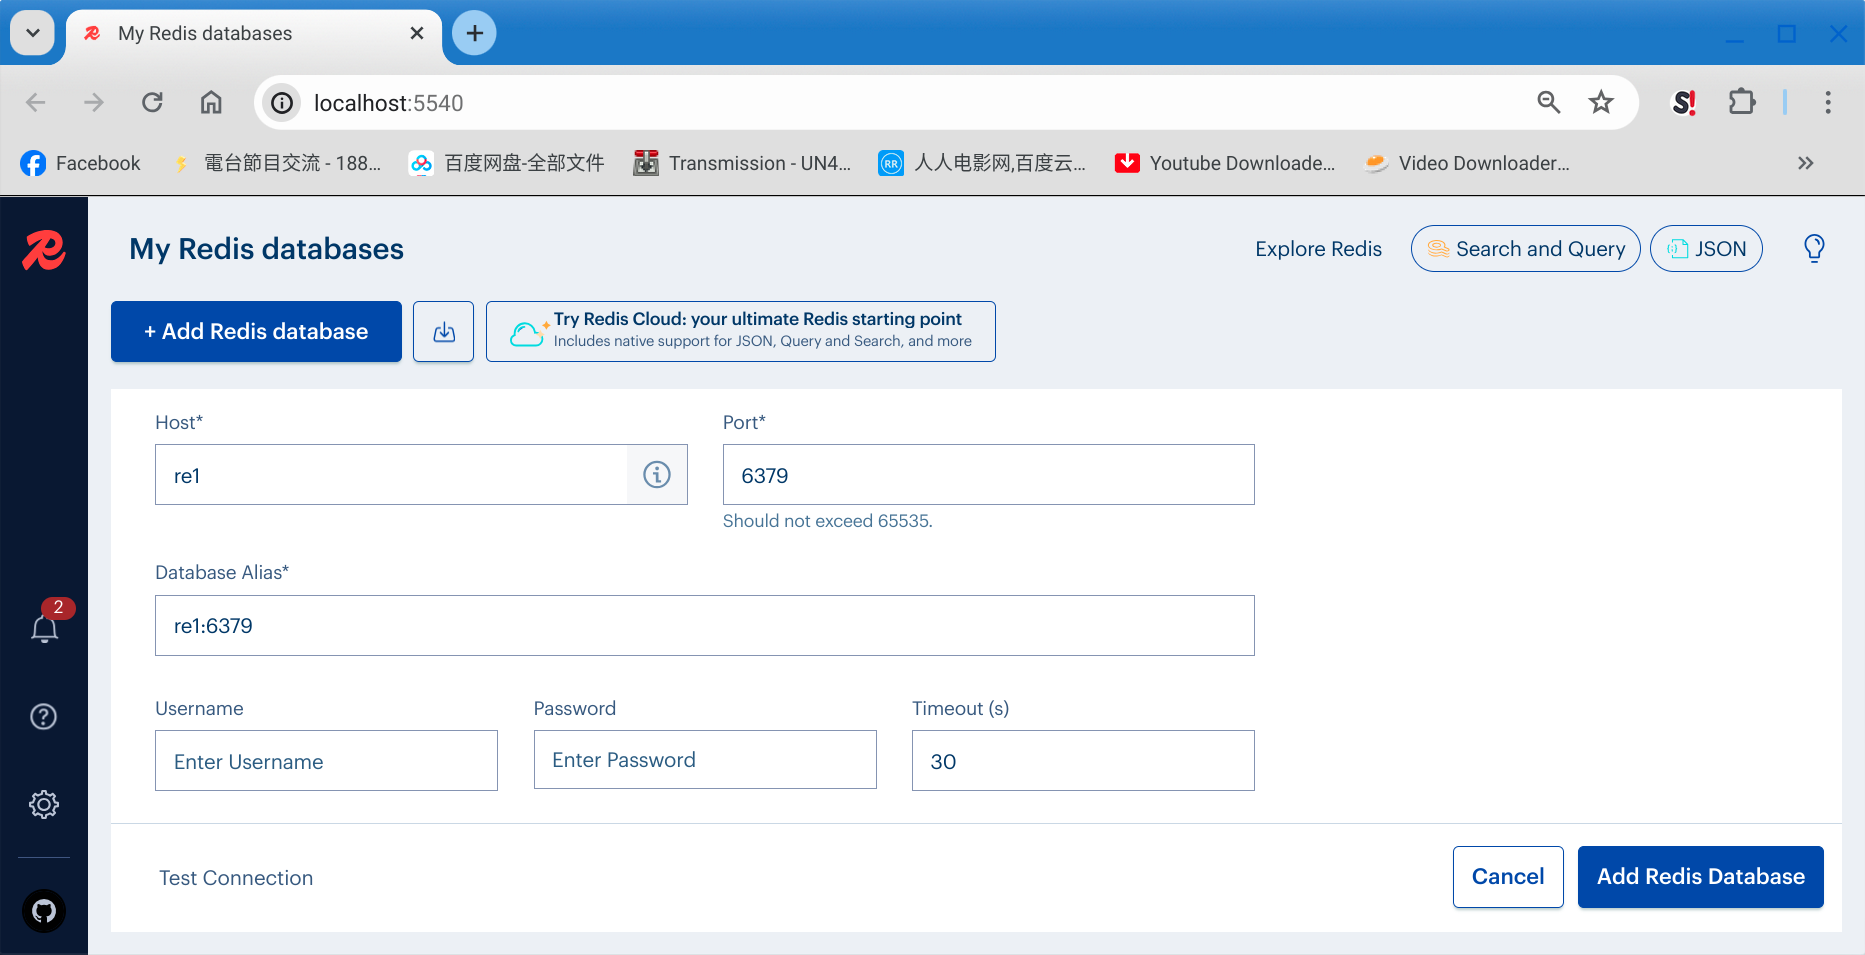 My Redis databases
localhost:5540
Facebook
電台節目交流 - 188...
百度网盘-全部文件
Transmission - UN4...
RR
人人电影网,百度云...
Youtube Downloade...
Video Downloader...
My Redis databases
Explore Redis
Search and Query
JSON
+ Add Redis database
Try Redis Cloud: your ultimate Redis starting point
Includes native support for JSON, Query and Search, and more
Host*
Port*
re1
6379
Should not exceed 65535.
Database Alias*
re1:6379
2
Username
Password
Timeout (s)
Enter Username
Enter Password
30
Test Connection
Cancel
Add Redis Database